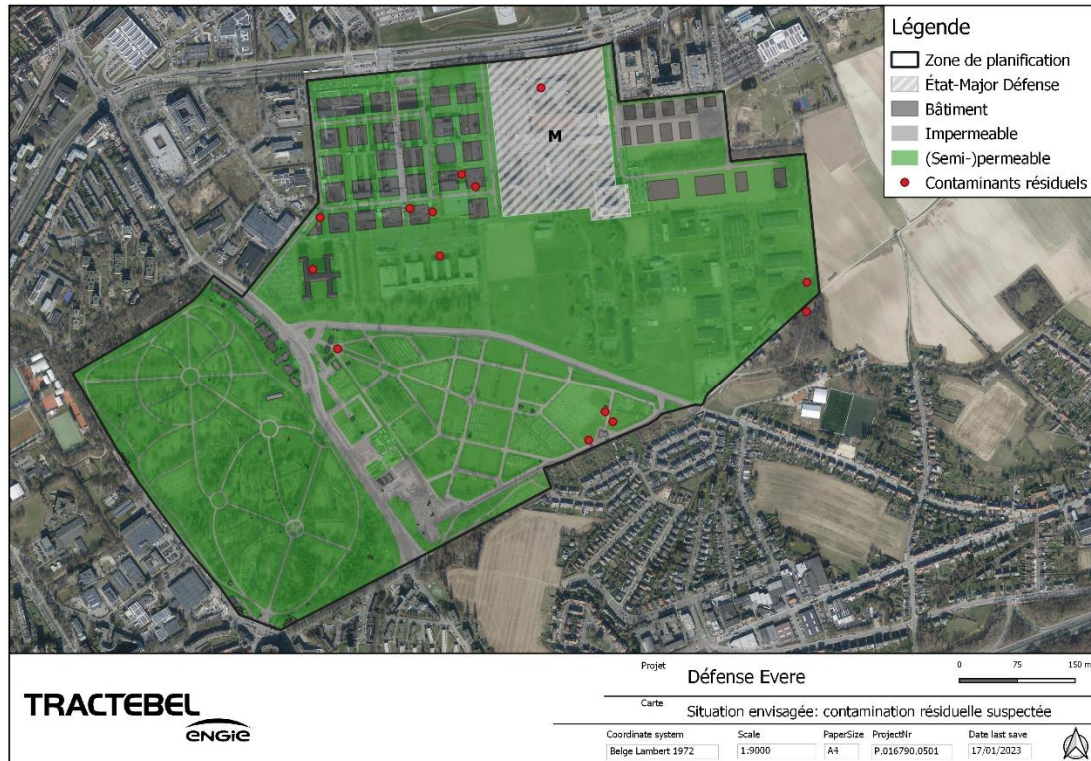 Légende
Zone de planification
État-Major Défense
Bâtiment
Impermeable
(Semi-)permeable
Contaminants résiduels
M
TRACTEBEL
ENGIE
Projet Défense Evere
0 75 150 m
Carte Situation envisagée: contamination résiduelle suspectée
Coordinate system Scale PaperSize ProjectNr Date last save
Belge Lambert 1972 1:9000 A4 P.016790.0501 17/01/2023